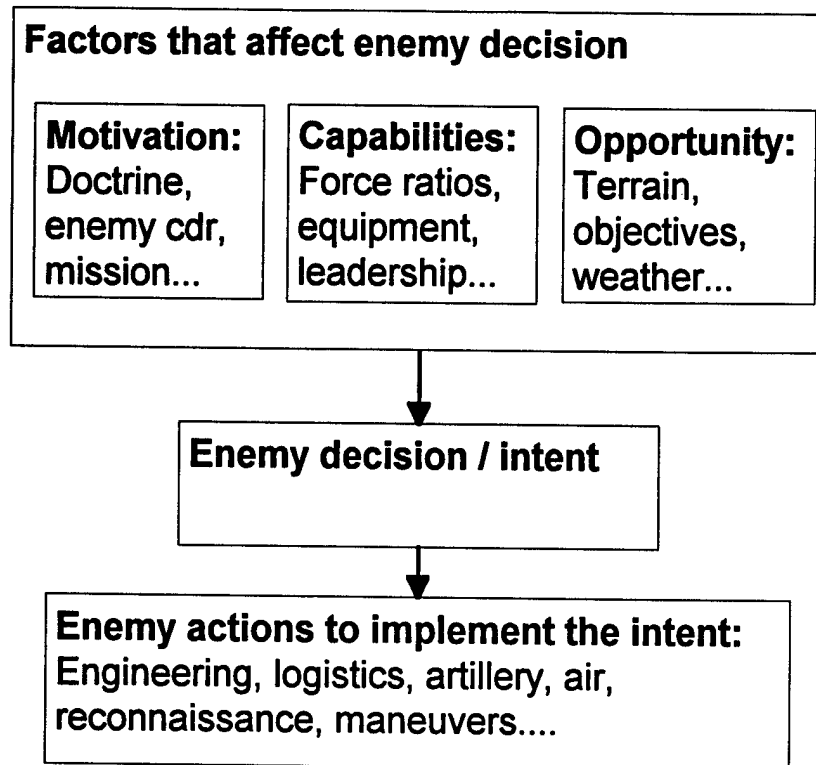 Factors that affect enemy decision
Motivation:
Doctrine,
enemy cdr,
mission...
Capabilities:
Force ratios,
equipment,
leadership...
Opportunity:
Terrain,
objectives,
weather...
Enemy decision / intent
Enemy actions to implement the intent:
Engineering, logistics, artillery, air,
reconnaissance, maneuvers....